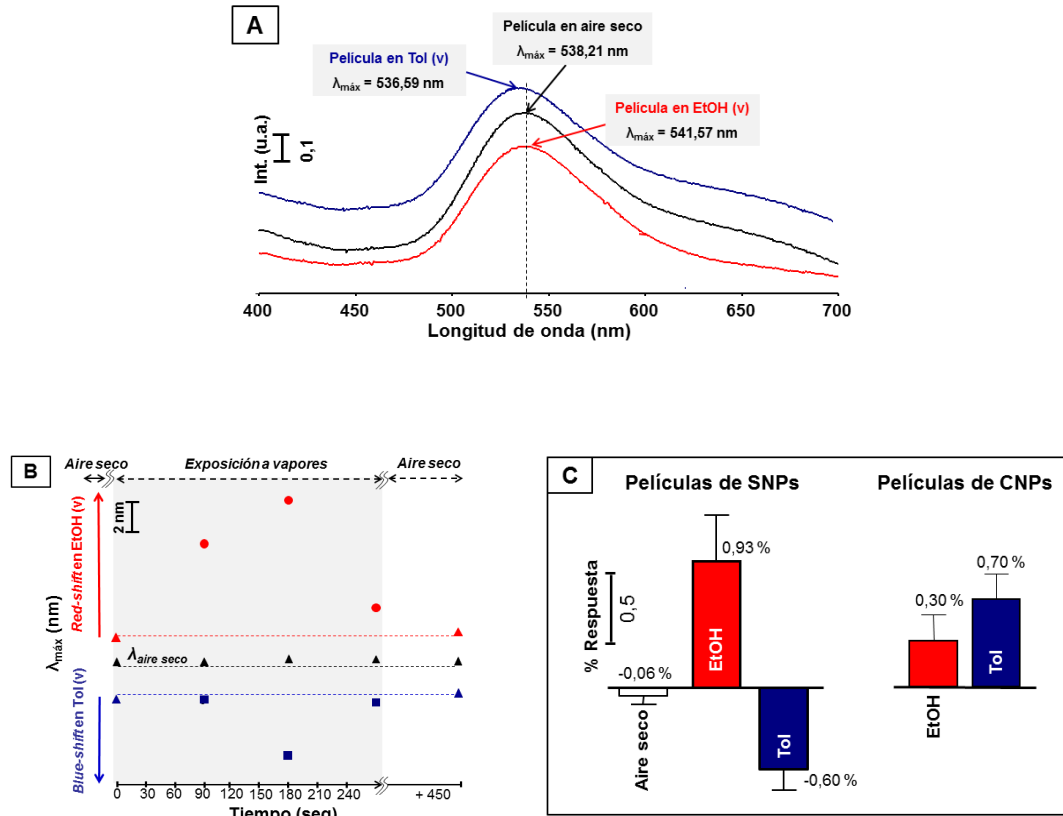 A
Película en aire seco
λmáx = 538,21 nm
Película en Tol (v)
λmáx = 536,59 nm
Pelicula en EtOH (v)
λmáx = 541,57 nm
Int. (u.a.)
0,1
400 450 500 550 600 650 700
Longitud de onda (nm)
B
Aire seco Exposición a vapores Aire seco
2 nm
Red-shift en EtOH (v)
λmáx (nm)
λaire seco
Blue-shift en Tol (v)
0 30 60 90 120 150 180 210 240 + 450
Tiempo (seg)
C
Películas de SNPs Películas de CNPs
% Respuesta
0,5
0,93 %
0,70 %
0,30 %
-0,06 %
EtOH
Tol
Aire seco
Tol
EtOH
-0,60 %